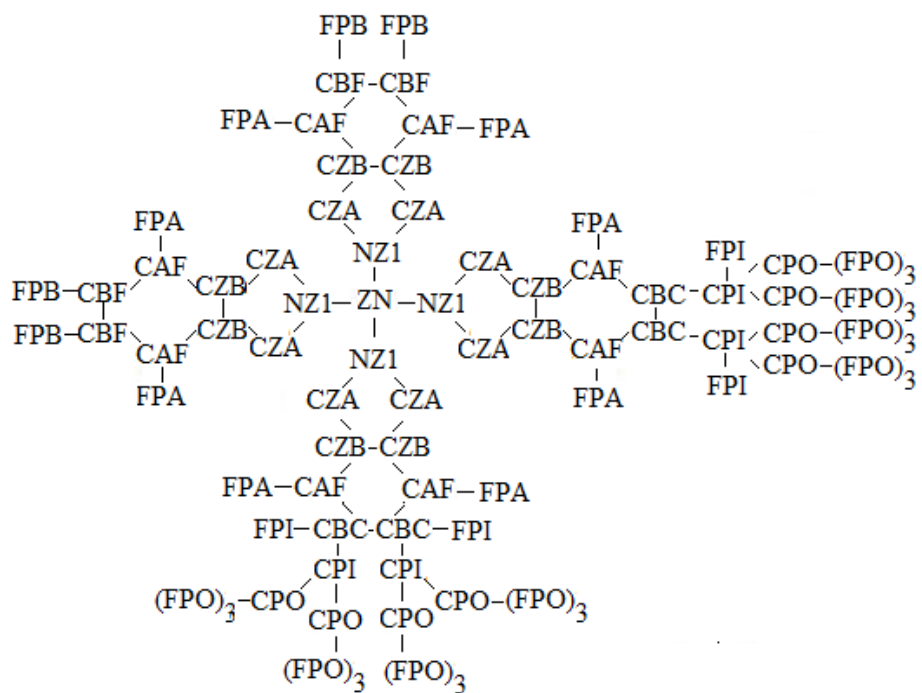 FPB FPB
CBF-CBF
FPA-CAF CAF-FPA
CZB-CZB
CZA CZA
NZ1
FPA FPA
CAF CZA CZA CAF FPI CPO-(FPO)3
FPB-CBF CZB CZB CBC-CPI CPO-(FPO)3
NZ1-ZN-NZ1
FPB-CBF CZB CZB CBC-CPI CPO-(FPO)3
CAF CZA CZA CAF FPI CPO-(FPO)3
FPA FPA
NZ1
CZA CZA
CZB-CZB
FPA-CAF CAF-FPA
FPI-CBC-CBC-FPI
CPI CPI
(FPO)3-CPO CPO CPO CPO-(FPO)3
(FPO)3 (FPO)3